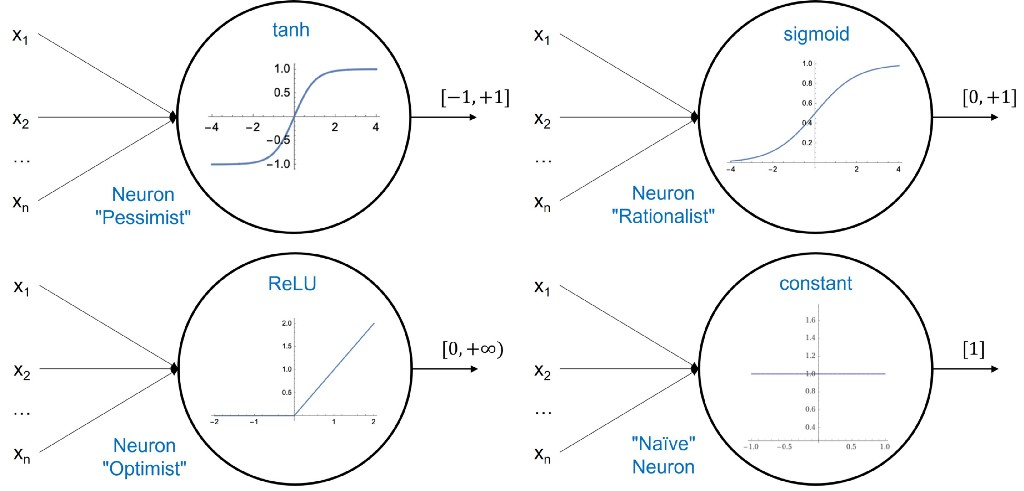 x1
x2
...
xn
tanh
1.0
0.5
−4 −2 2 4
−0.5
−1.0
[−1,+1]
Neuron
"Pessimist"
x1
x2
...
xn
sigmoid
1.0
0.8
0.6
0.4
0.2
−4 −2 2 4
[0,+1]
Neuron
"Rationalist"
x1
x2
...
xn
ReLU
2.0
1.5
1.0
0.5
−2 −1 1 2
[0,+∞)
Neuron
"Optimist"
x1
x2
...
xn
constant
1.6
1.4
1.2
1.0
0.8
0.6
0.4
−1.0 −0.5 0.5 1.0
[1]
"Naïve"
Neuron